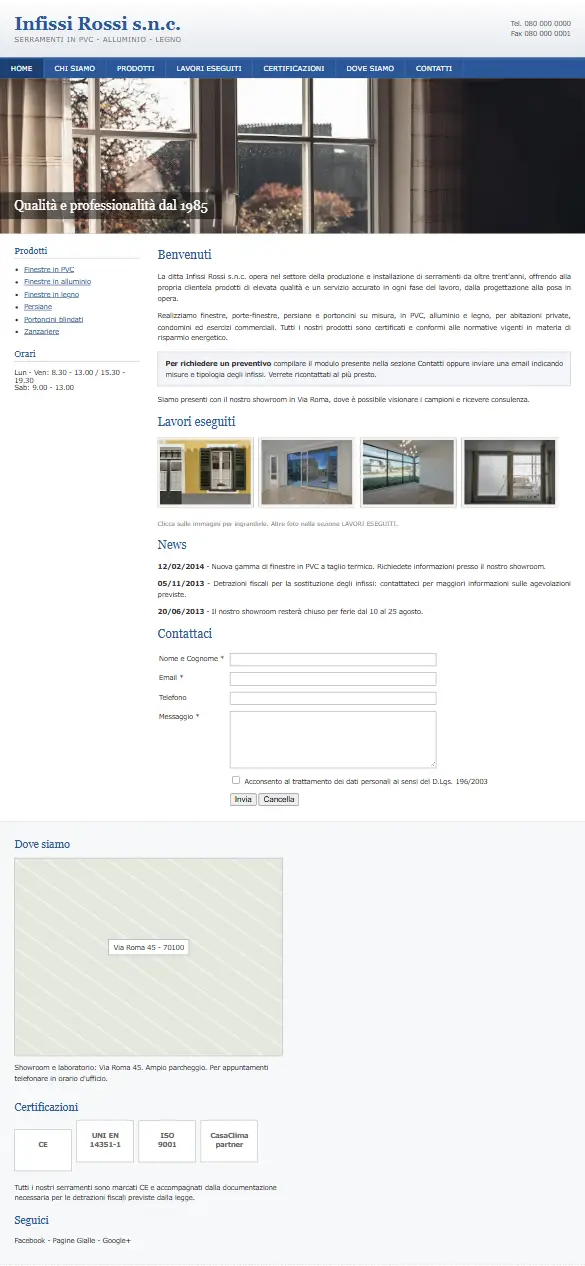 Infissi Rossi s.n.c.
SERRAMENTI IN PVC - ALLUMINIO - LEGNO
Tel. 080 000 0000
Fax 080 000 0001
HOME CHI SIAMO PRODOTTI LAVORI ESEGUITI CERTIFICAZIONI DOVE SIAMO CONTATTI
Qualità e professionalità dal 1985
Prodotti
Finestre in PVC
Finestre in alluminio
Finestre in legno
Persiane
Portoncini blindati
Zanzariere
Orari
Lun - Ven: 8.30 - 13.00 / 15.30 -
19.30
Sab: 9.00 - 13.00
Benvenuti
La ditta Infissi Rossi s.n.c. opera nel settore della produzione e installazione di serramenti da oltre trent'anni, offrendo alla
propria clientela prodotti di elevata qualità e un servizio accurato in ogni fase del lavoro, dalla progettazione alla posa in
opera.
Realizziamo finestre, porte-finestre, persiane e portoncini su misura, in PVC, alluminio e legno, per abitazioni private,
condomini ed esercizi commerciali. Tutti i nostri prodotti sono certificati e conformi alle normative vigenti in materia di
risparmio energetico.
Per richiedere un preventivo compilare il modulo presente nella sezione Contatti oppure inviare una email indicando
misure e tipologia degli infissi. Verrete ricontattati al più presto.
Siamo presenti con il nostro showroom in Via Roma, dove è possibile visionare i campioni e ricevere consulenza.
Lavori eseguiti
Clicca sulle immagini per ingrandirle. Altre foto nella sezione LAVORI ESEGUITI.
News
12/02/2014 - Nuova gamma di finestre in PVC a taglio termico. Richiedete informazioni presso il nostro showroom.
05/11/2013 - Detrazioni fiscali per la sostituzione degli infissi: contattateci per maggiori informazioni sulle agevolazioni
previste.
20/06/2013 - Il nostro showroom resterà chiuso per ferie dal 10 al 25 agosto.
Contattaci
Nome e Cognome *
Email *
Telefono
Messaggio *
Acconsento al trattamento dei dati personali ai sensi del D.Lgs. 196/2003
Invia Cancella
Dove siamo
Via Roma 45 - 70100
Showroom e laboratorio: Via Roma 45. Ampio parcheggio. Per appuntamenti
telefonare in orario d'ufficio.
Certificazioni
CE
UNI EN
14351-1
ISO
9001
CasaClima
partner
Tutti i nostri serramenti sono marcati CE e accompagnati dalla documentazione
necessaria per le detrazioni fiscali previste dalla legge.
Seguici
Facebook - Pagine Gialle - Google+